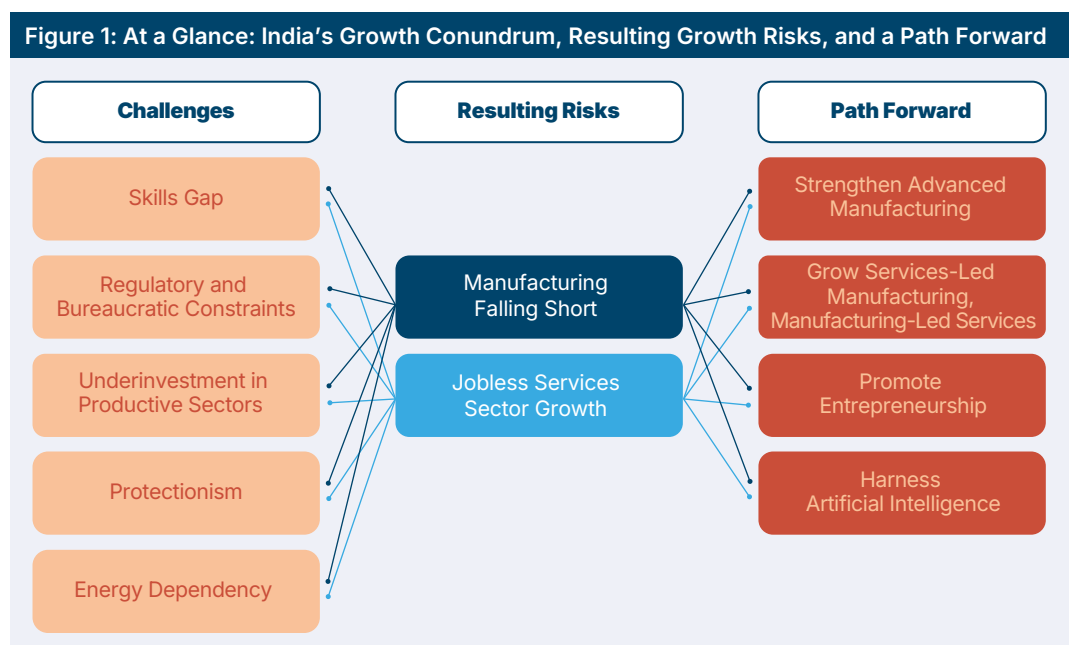 Figure 1: At a Glance: India’s Growth Conundrum, Resulting Growth Risks, and a Path Forward
Challenges
Skills Gap
Regulatory and
Bureaucratic Constraints
Underinvestment in
Productive Sectors
Protectionism
Energy Dependency
Resulting Risks
Manufacturing
Falling Short
Jobless Services
Sector Growth
Path Forward
Strengthen Advanced
Manufacturing
Grow Services-Led
Manufacturing,
Manufacturing-Led Services
Promote
Entrepreneurship
Harness
Artificial Intelligence